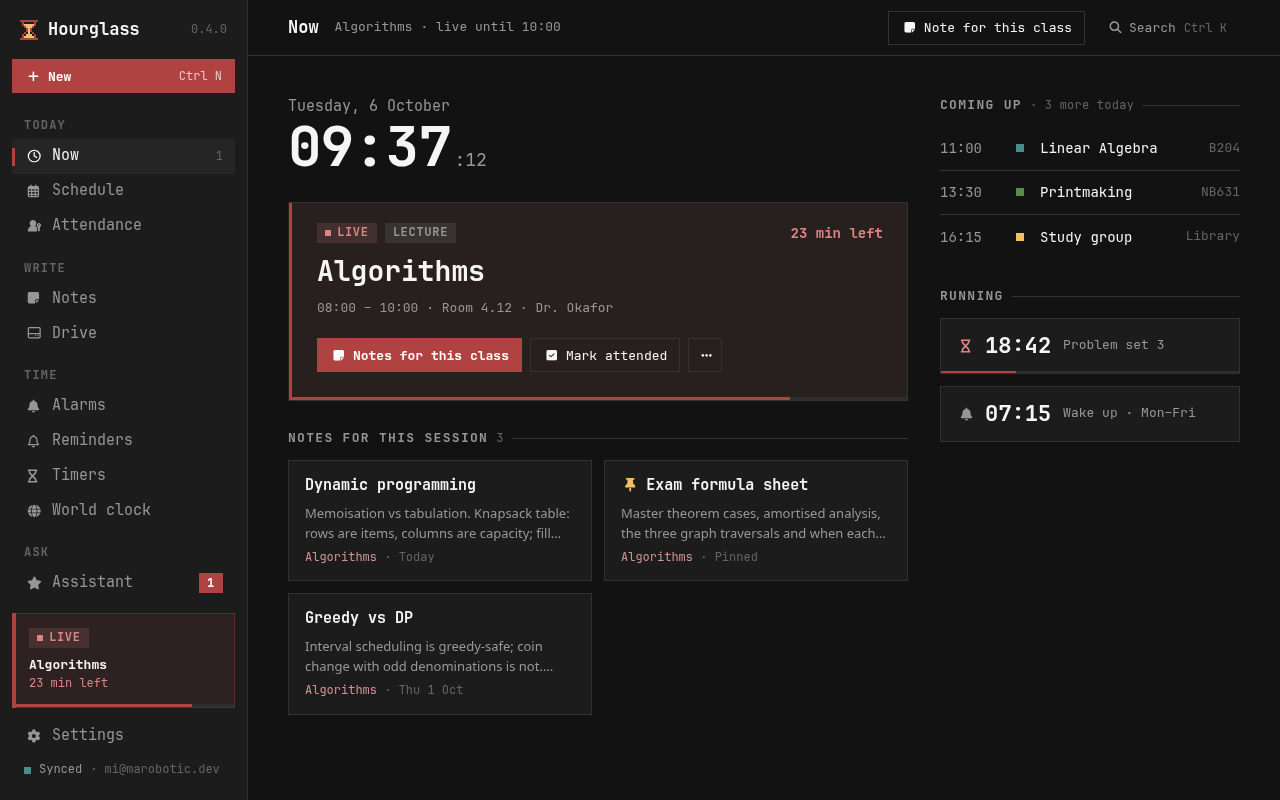 Hourglass 0.4.0
New Ctrl N
TODAY
Now 1
Schedule
Attendance
WRITE
Notes
Drive
TIME
Alarms
Reminders
Timers
World clock
ASK
Assistant 1
LIVE
Algorithms
23 min left
Settings
Synced · mi@marobotic.dev
Now Algorithms · live until 10:00
Note for this class
Search Ctrl K
Tuesday, 6 October
09:37:12
LIVE LECTURE 23 min left
Algorithms
08:00 – 10:00 · Room 4.12 · Dr. Okafor
Notes for this class Mark attended
NOTES FOR THIS SESSION 3
Dynamic programming
Memoisation vs tabulation. Knapsack table:
rows are items, columns are capacity; fill...
Algorithms · Today
Exam formula sheet
Master theorem cases, amortised analysis,
the three graph traversals and when each...
Algorithms · Pinned
Greedy vs DP
Interval scheduling is greedy-safe; coin
change with odd denominations is not....
Algorithms · Thu 1 Oct
COMING UP · 3 more today
11:00 Linear Algebra B204
13:30 Printmaking NB631
16:15 Study group Library
RUNNING
18:42 Problem set 3
07:15 Wake up · Mon–Fri